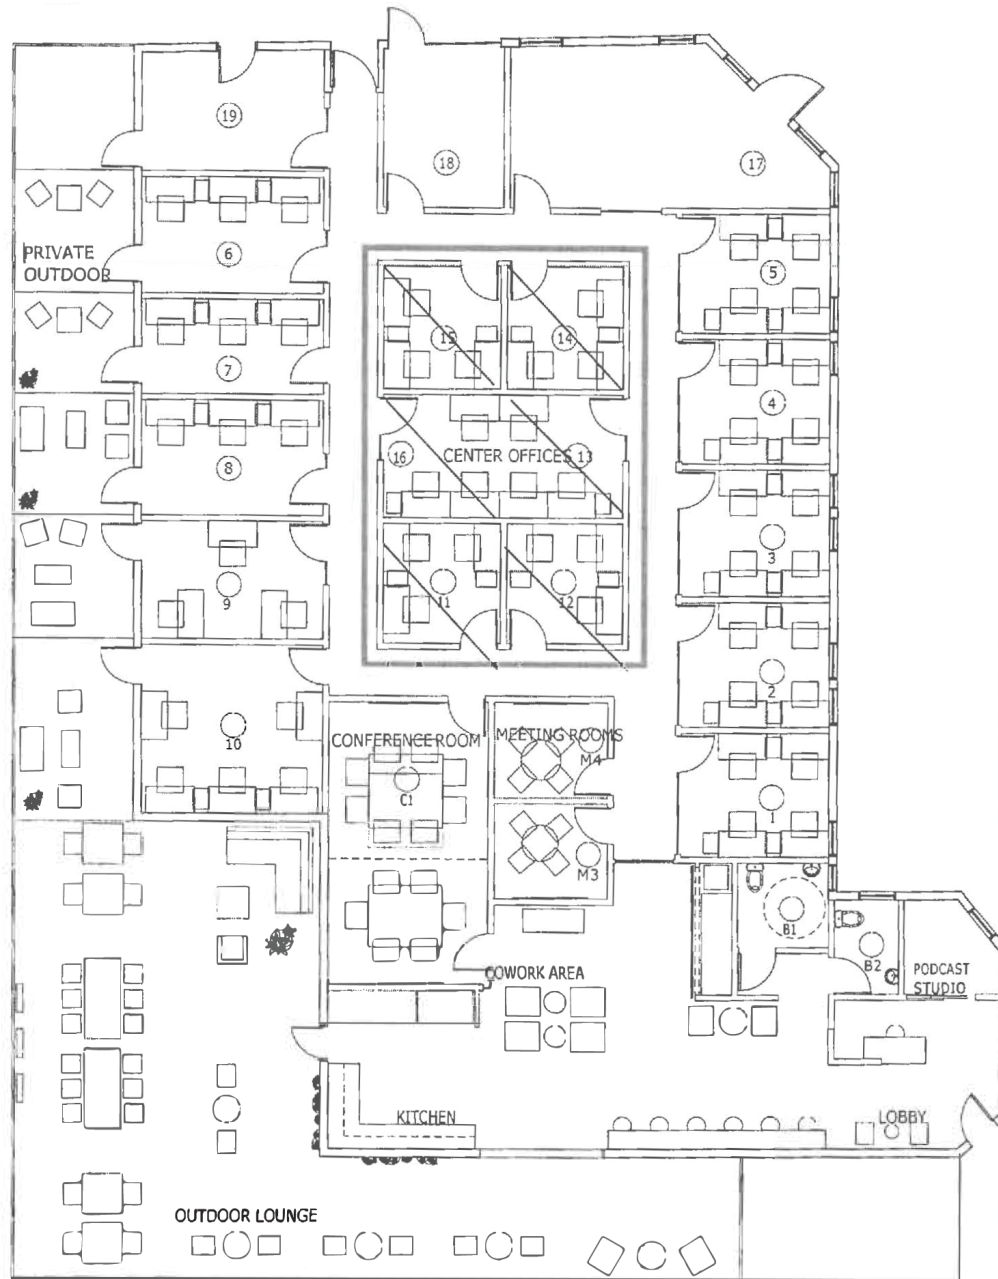 19
18
17
6
PRIVATE
OUTDOOR
5
15
14
7
4
16
CENTER OFFICES 13
8
3
9
11
12
2
10
CONFERENCE ROOM
MEETING ROOMS
M4
C1
1
M3
B1
B2
PODCAST
STUDIO
COWORK AREA
KITCHEN
LOBBY
OUTDOOR LOUNGE